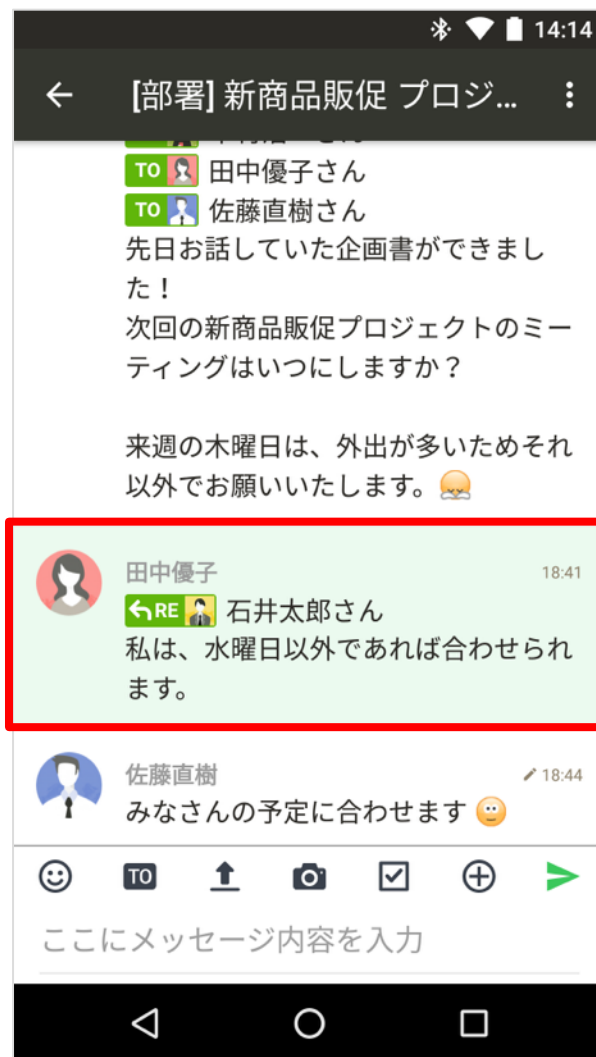 14:14
[部署] 新商品販促 プロジ...
TO 田中優子さん
TO 佐藤直樹さん
先日お話していた企画書ができまし
た！
次回の新商品販促プロジェクトのミー
ティングはいつにしますか？
来週の木曜日は、外出が多いためそれ
以外でお願いいたします。
田中優子 18:41
RE 石井太郎さん
私は、水曜日以外であれば合わせられ
ます。
佐藤直樹 18:44
みなさんの予定に合わせます
TO
ここにメッセージ内容を入力